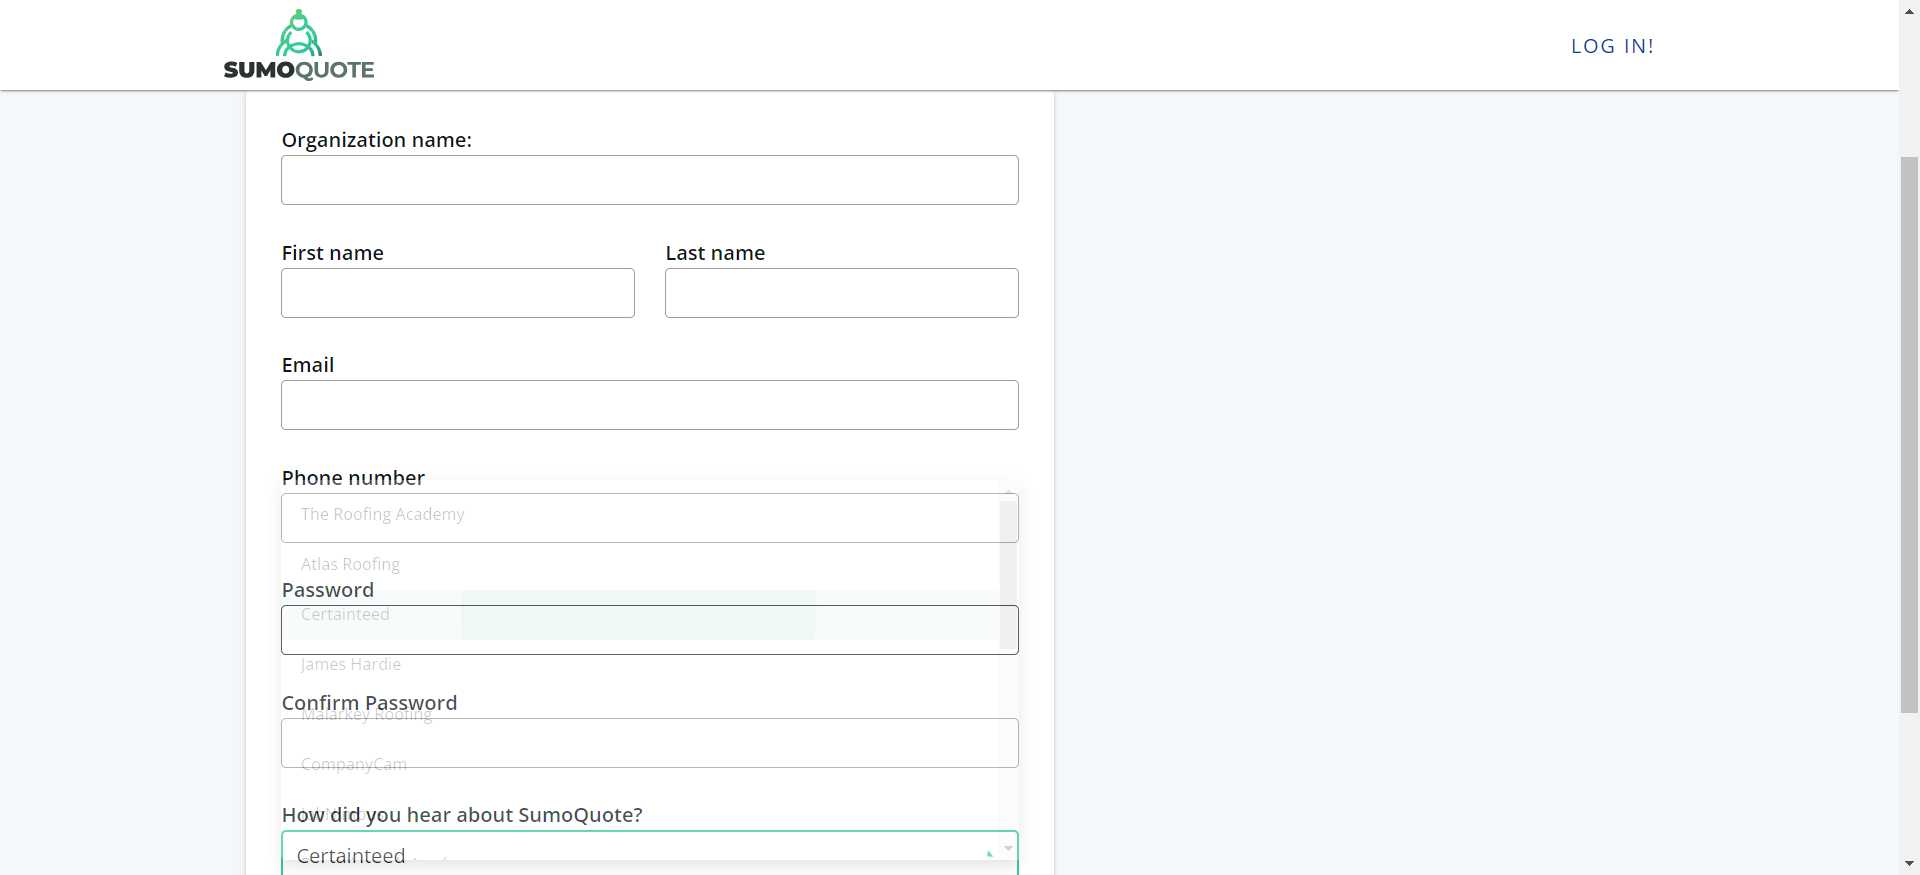 SUMOQUOTE
LOG IN!
Organization name:
First name
Last name
Email
Phone number
The Roofing Academy
Atlas Roofing
Password
Certainteed
James Hardie
Confirm Password
Malarkey Roofing
CompanyCam
How did you hear about SumoQuote?
Certainteed